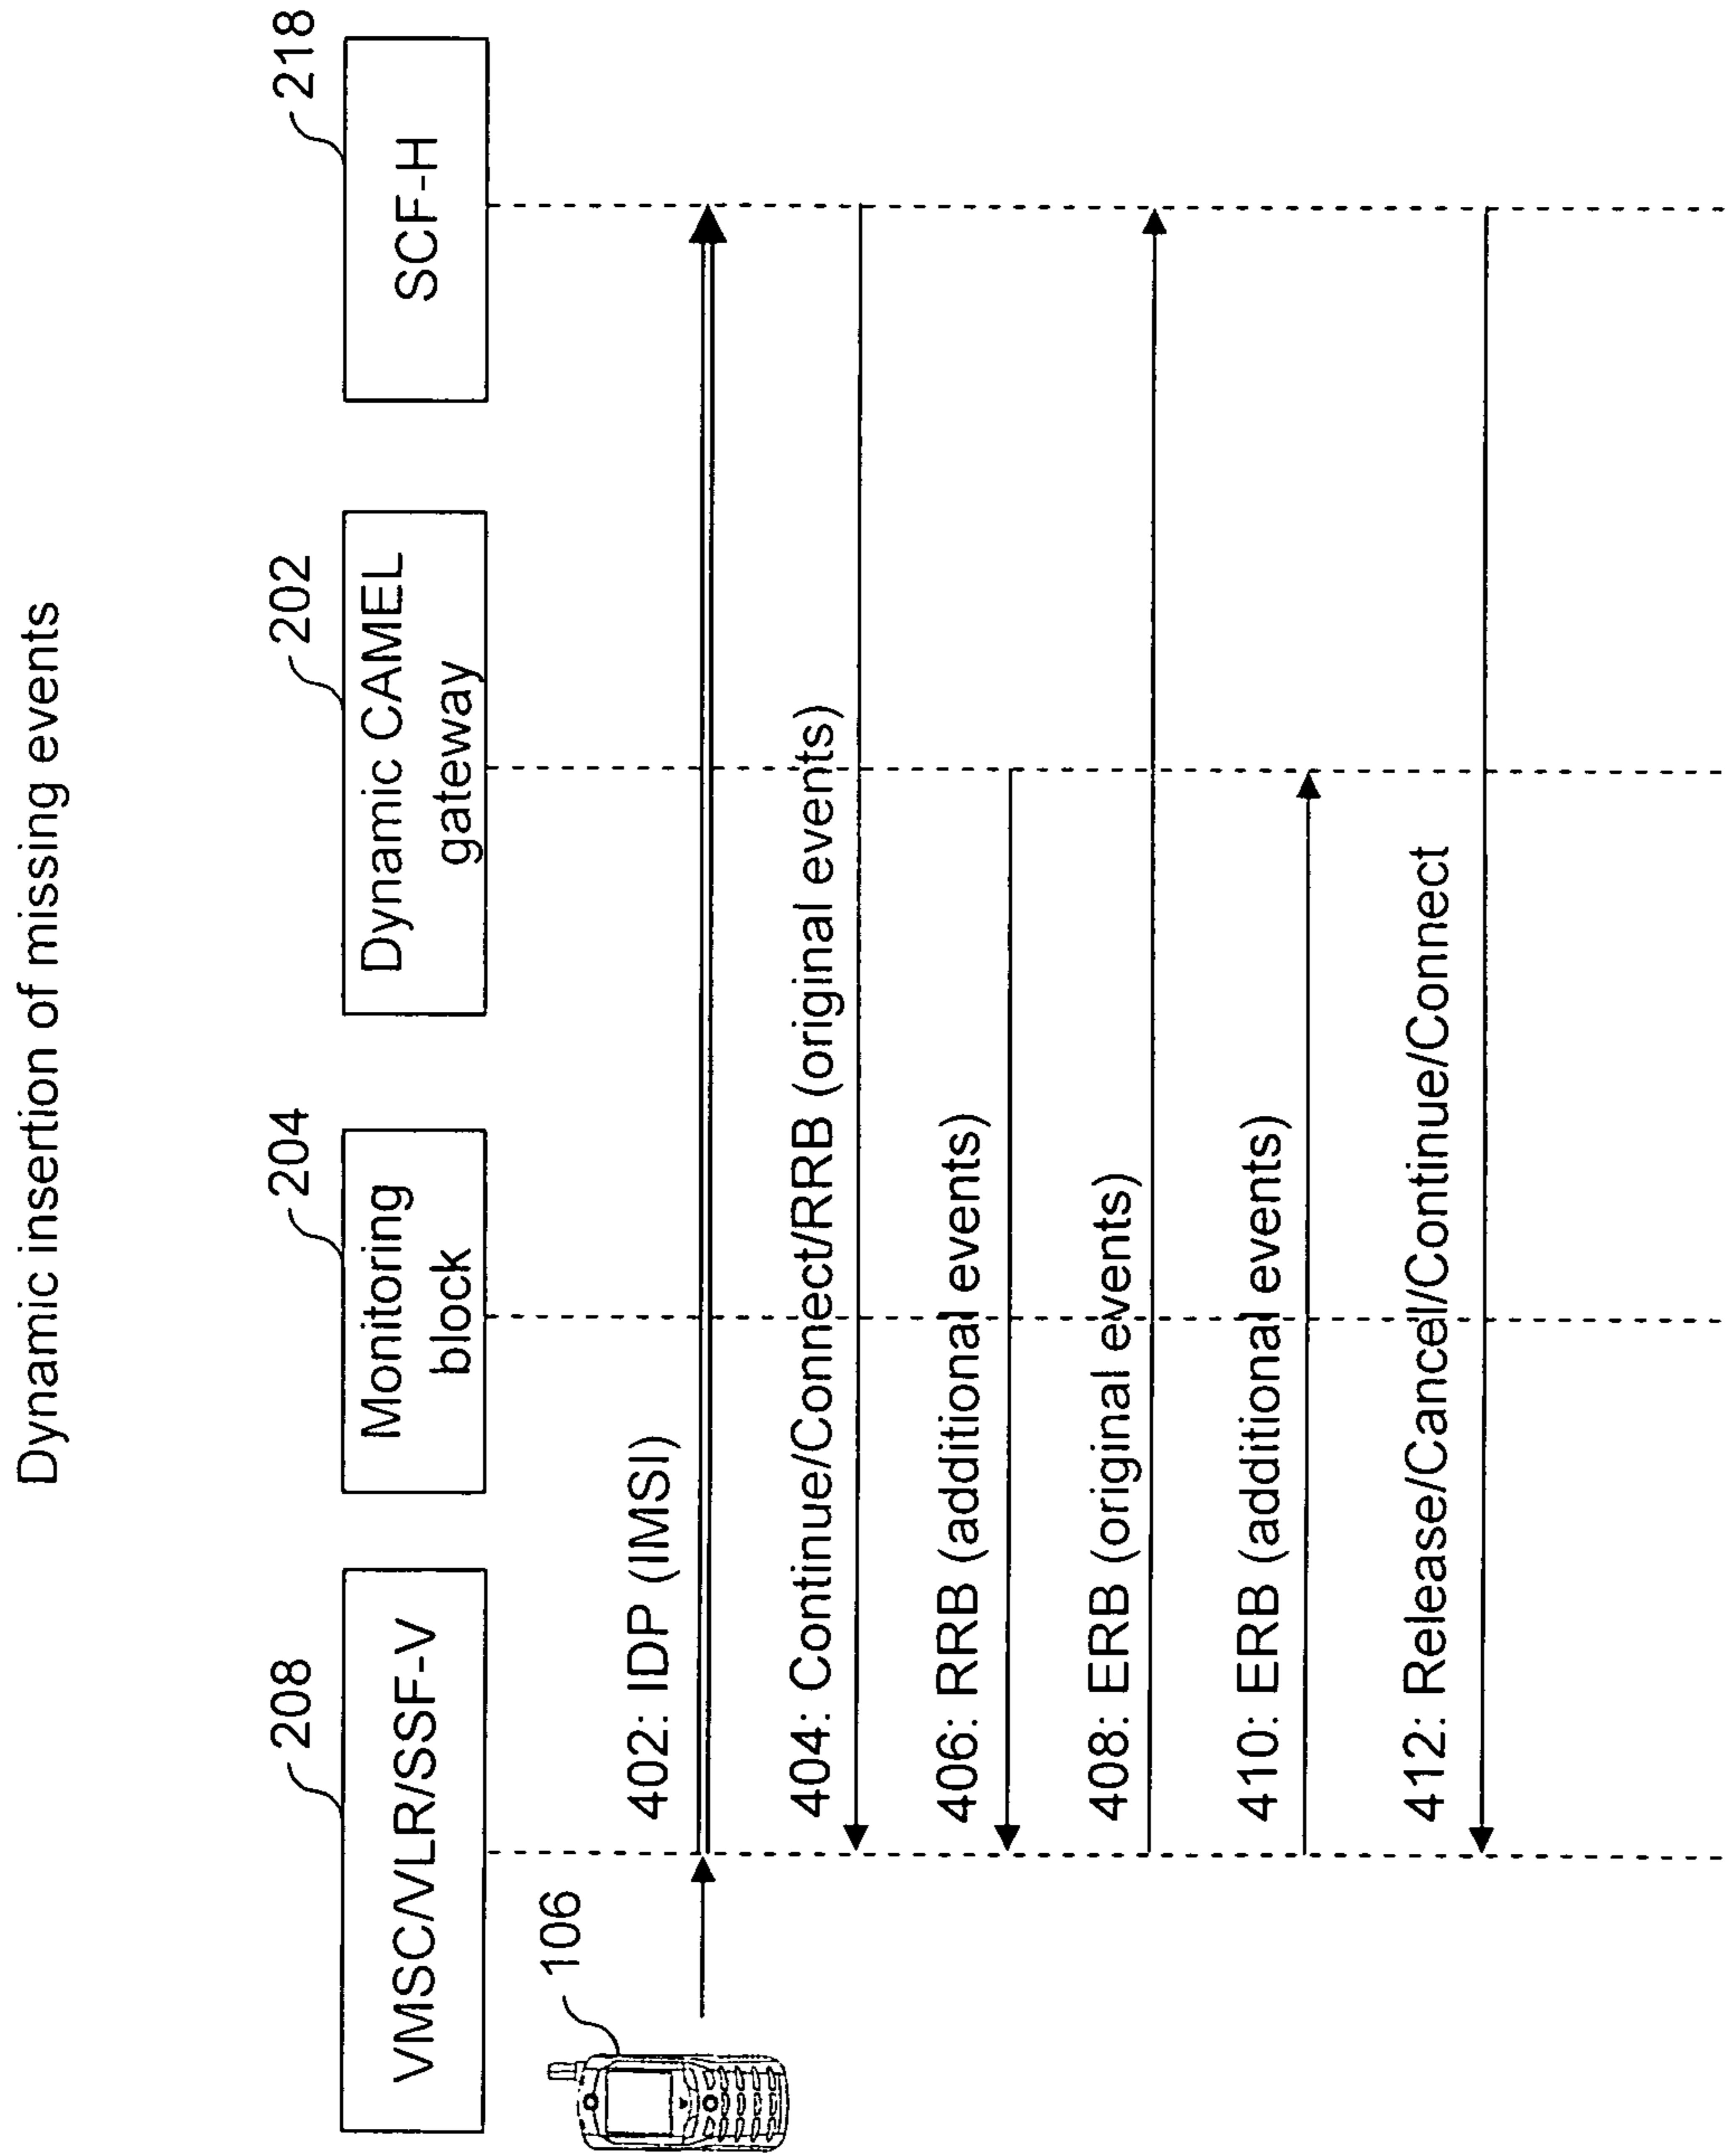 Dynamic insertion of missing events
208
204
202
218
VMSC/VLR/SSF-V
Monitoring
block
Dynamic CAMEL
gateway
SCF-H
106
402: IDP (IMSI)
404: Continue/Connect/RRB (original events)
406: RRB (additional events)
408: ERB (original events)
410: ERB (additional events)
412: Release/Cancel/Continue/Connect